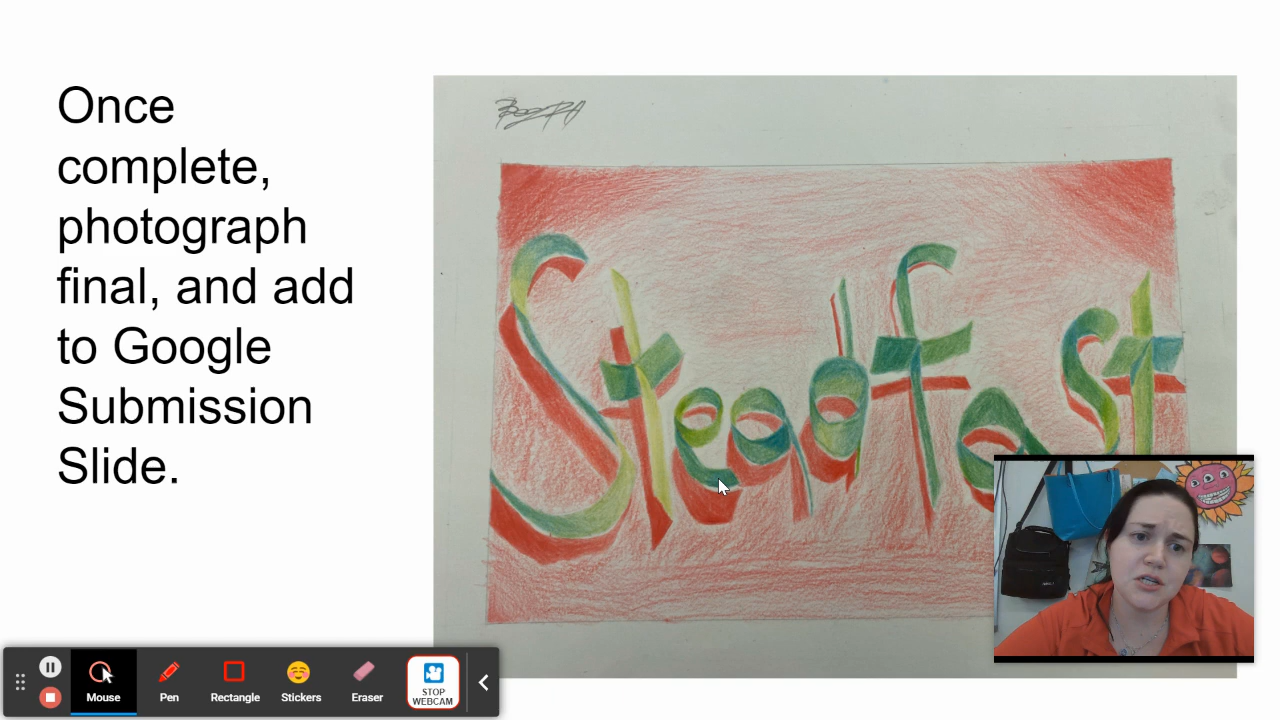 Once
complete,
photograph
final, and add
to Google
Submission
Slide.
SteadFast
Mouse
Pen
Rectangle
Stickers
Eraser
STOP
WEBCAM